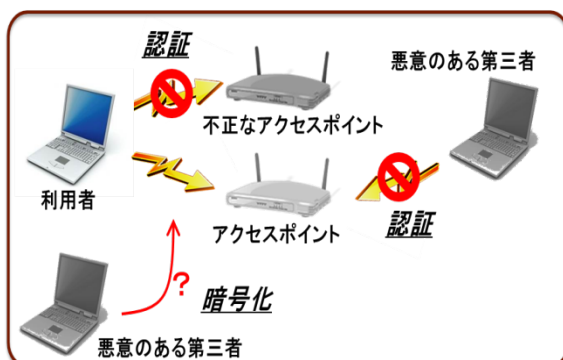 認証
悪意のある第三者
不正なアクセスポイント
利用者
アクセスポイント
認証
?
暗号化
悪意のある第三者